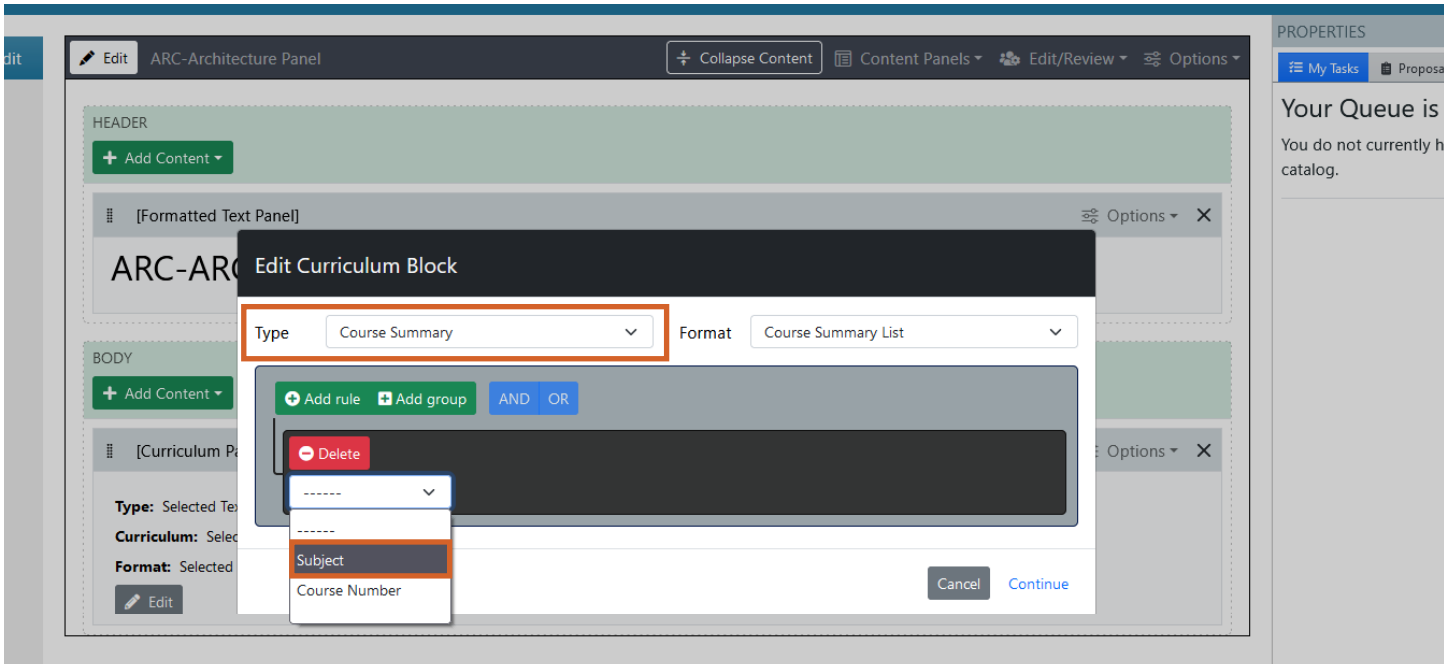 dit
Edit ARC-Architecture Panel Collapse Content Content Panels Edit/Review Options
PROPERTIES
My Tasks Proposa
Your Queue is
You do not currently h
catalog.
HEADER
Add Content
[Formatted Text Panel] Options
ARC-AR
Edit Curriculum Block
Type Course Summary Format Course Summary List
BODY
Add Content
Add rule Add group AND OR
[Curriculum Pa Options
Delete
------
------
Subject
Course Number
Type: Selected Te
Curriculum: Selec
Format: Selected
Edit
Cancel Continue